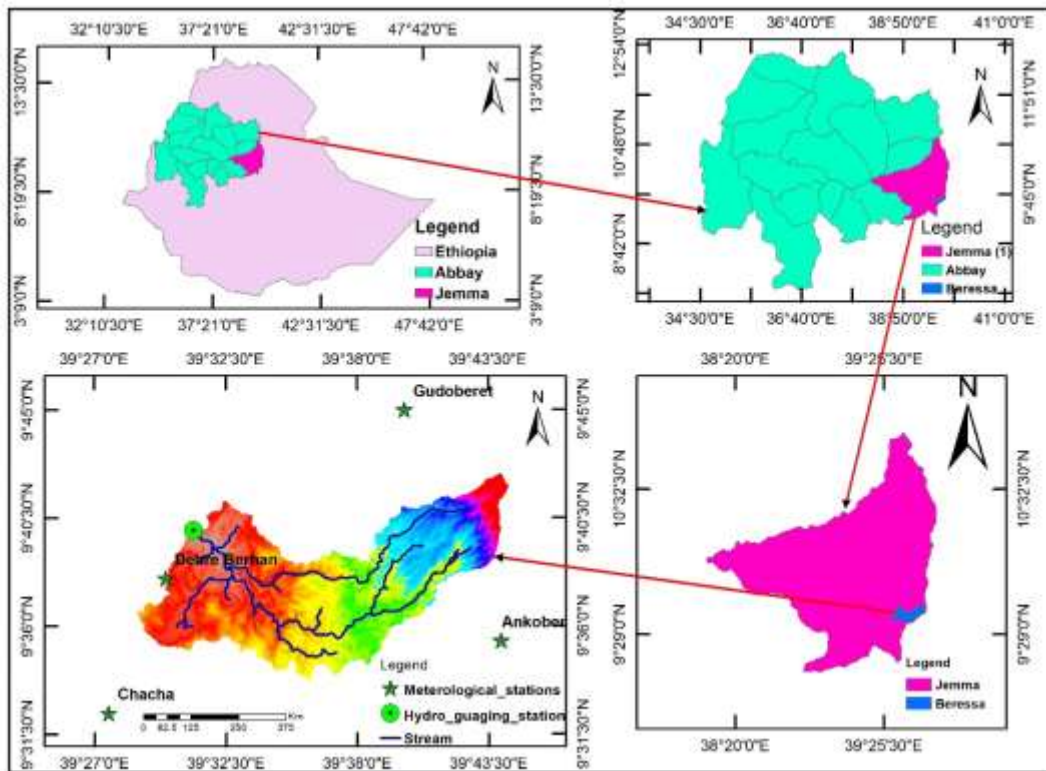 32°10'30"E 37°21'0"E 42°31'30"E 47°42'0"E
13°30'0"N
8°19'30"N
3°9'0"N
N
13°30'0"N
8°19'30"N
3°9'0"N
Legend
Ethiopia
Abbay
Jemma
32°10'30"E 37°21'0"E 42°31'30"E 47°42'0"E
34°30'0"E 36°40'0"E 38°50'0"E 41°0'0"E
12°54'0"N
10°48'0"N
8°42'0"N
N
11°51'0"N
9°45'0"N
Legend
Jemma (1)
Abbay
Beressa
34°30'0"E 36°40'0"E 38°50'0"E 41°0'0"E
39°27'0"E 39°32'30"E 39°38'0"E 39°43'30"E
9°45'0"N
9°40'30"N
9°36'0"N
9°31'30"N
Gudoberet
N
Debre Berhan
Ankober
Chacha
9°45'0"N
9°40'30"N
9°36'0"N
9°31'30"N
Legend
Meterological_stations
Hydro_guaging_station
Stream
0 62.5 125 250 375 Km
39°27'0"E 39°32'30"E 39°38'0"E 39°43'30"E
38°20'0"E 39°25'30"E
10°32'30"N
9°29'0"N
N
10°32'30"N
9°29'0"N
Legend
Jemma
Beressa
38°20'0"E 39°25'30"E